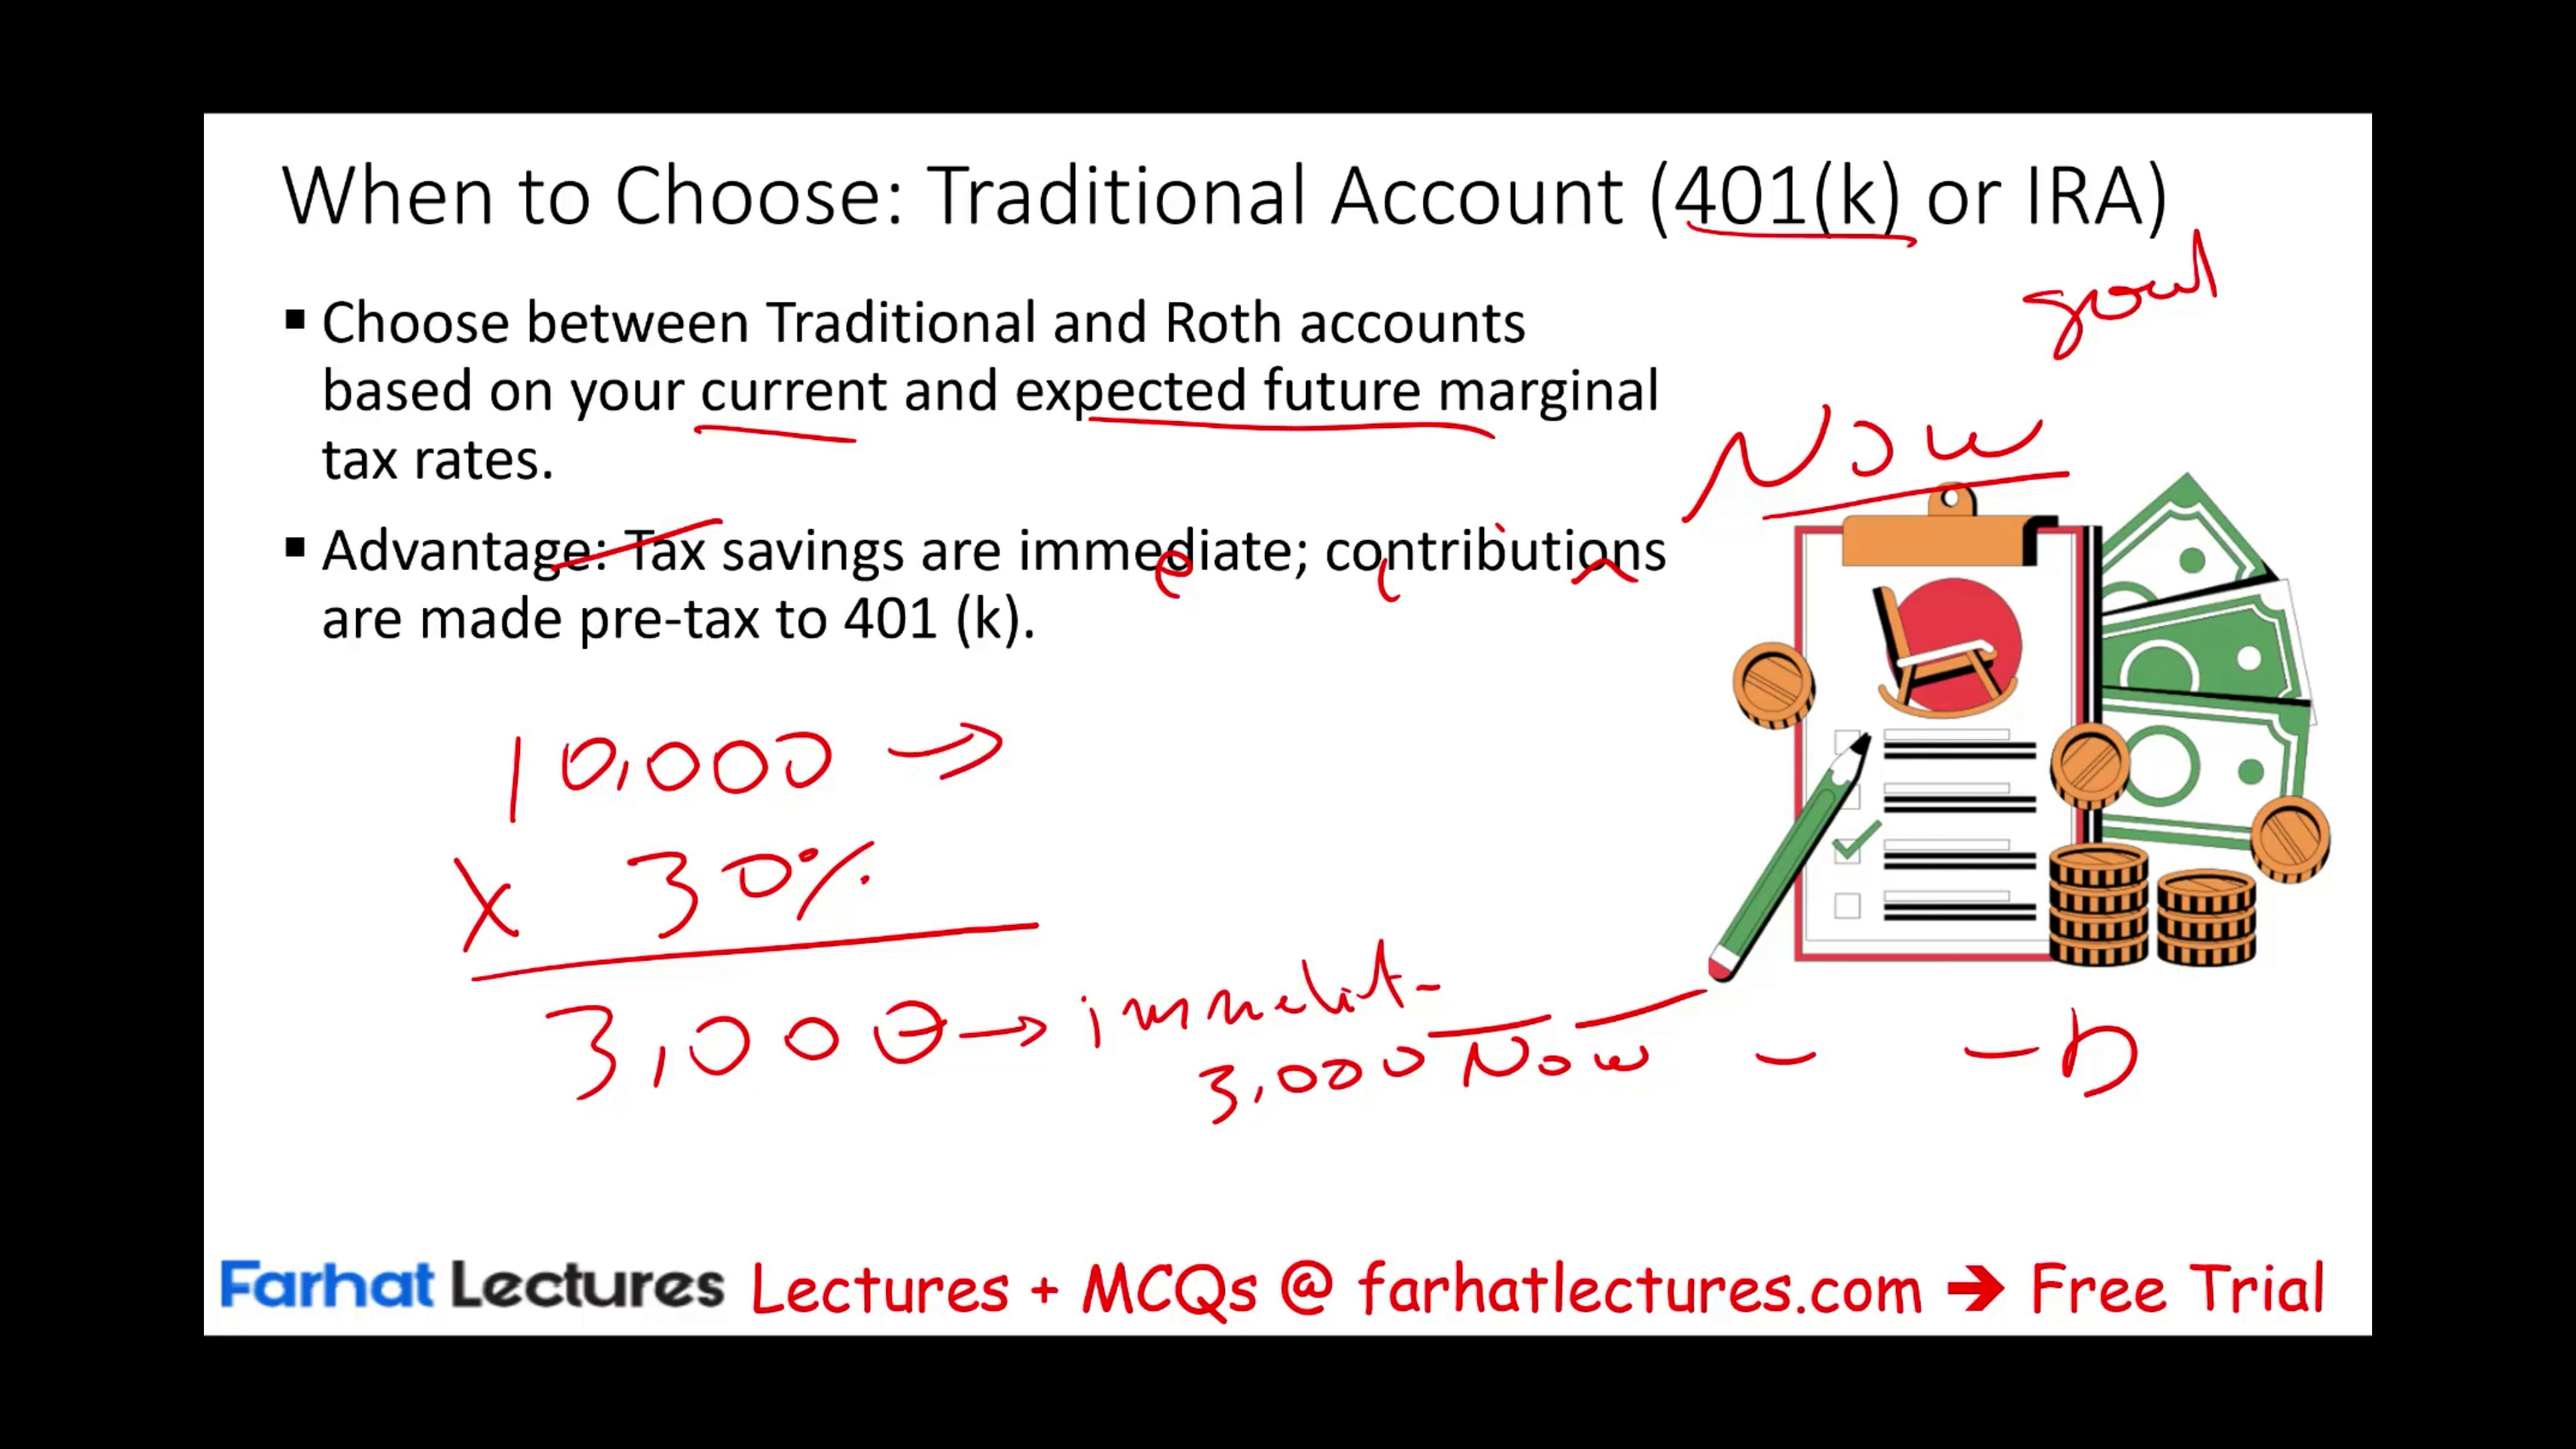 When to Choose: Traditional Account (401(k) or IRA)
▪ Choose between Traditional and Roth accounts
based on your current and expected future marginal
tax rates.
Now
▪ Advantage: Tax savings are immediate; contributions
are made pre-tax to 401 (k).
10,000 →
x 30%
3,000 →
3,000 Now
Farhat Lectures Lectures + MCQs @ farhatlectures.com ➔ Free Trial